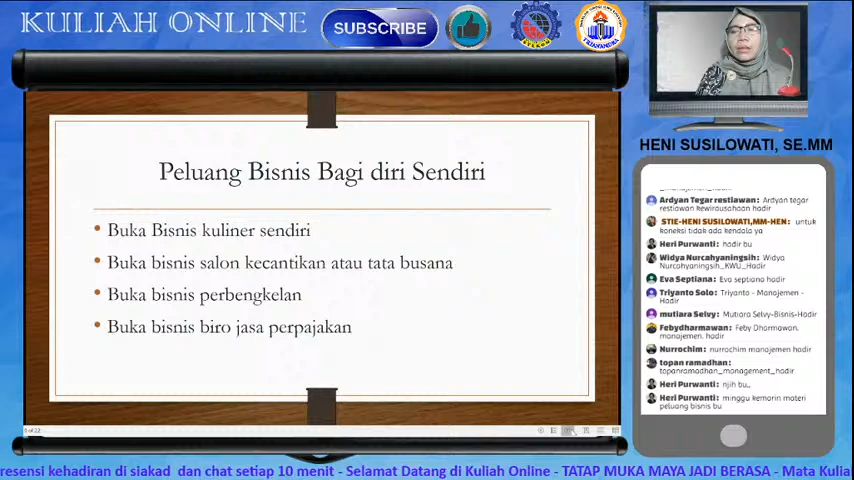 KULIAH ONLINE
SUBSCRIBE
Peluang Bisnis Bagi diri Sendiri
• Buka Bisnis kuliner sendiri
• Buka bisnis salon kecantikan atau tata busana
• Buka bisnis perbengkelan
• Buka bisnis biro jasa perpajakan
HENI SUSILOWATI, SE.MM
Ardyan Tegar restiawan: Ardyan tegar
restiawan kewirausahaan hadir
STIE-HENI SUSILOWATI,MM-HEN: untuk
koneksi tidak ada kendala ya
Heri Purwanti: hadir bu
Widya Nurcahyaningsih: Widya
Nurcahyaningsih_KWU_Hadir
Eva Septiana: Eva septiana hadir
Triyanto Solo: Triyanto - Manajemen -
Hadir
mutiara Selvy: Mutiara Selvy-Bisnis-Hadir
Febydharmawan: Feby Dharmawan,
manajemen, hadir
Nurrochim: nurrochim manajemen hadir
topan ramadhan:
topanramadhan_management_hadir
Heri Purwanti: njih bu,,
Heri Purwanti: minggu kemarin materi
peluang bisnis bu
resensi kehadiran di siakad dan chat setiap 10 menit - Selamat Datang di Kuliah Online - TATAP MUKA MAYA JADI BERASA - Mata Kulia